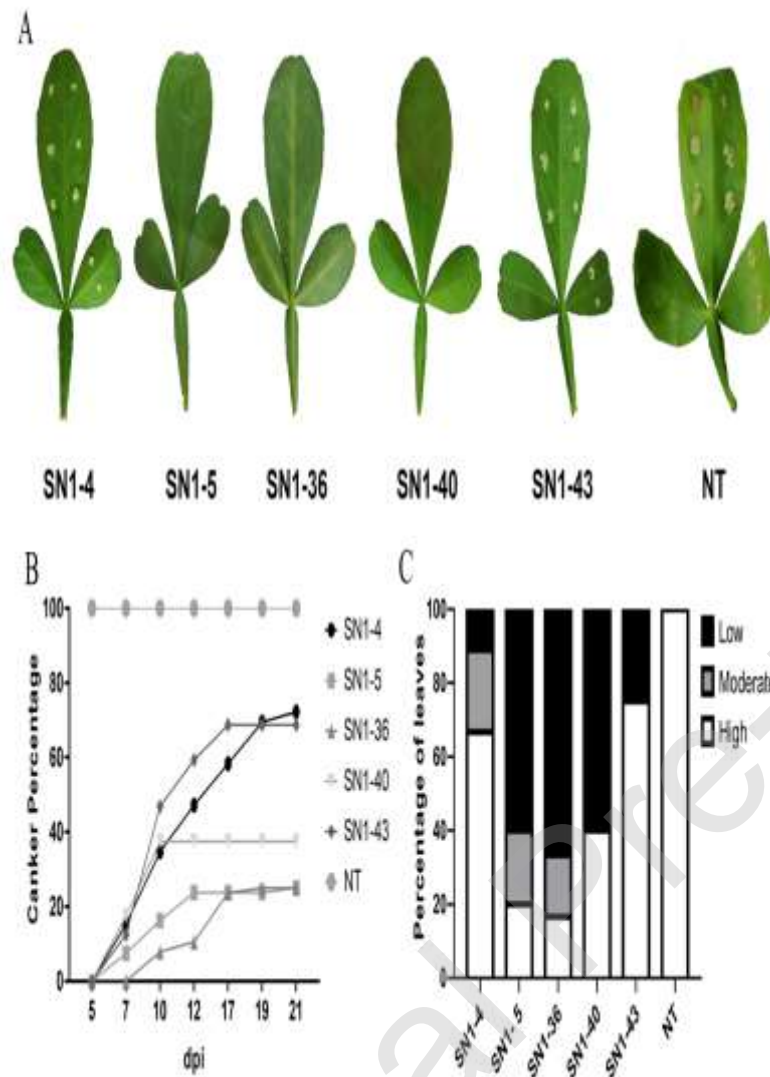 A
SN1-4 SN1-5 SN1-36 SN1-40 SN1-43 NT
B
Canker Percentage
100
80
60
40
20
0
5 7 10 12 17 19 21
dpi
SN1-4
SN1-5
SN1-36
SN1-40
SN1-43
NT
C
Percentage of leaves
100
80
60
40
20
0
SN1-4 SN1- 5 SN1-36 SN1-40 SN1-43 NT
Low
Moderate
High
al Pre-